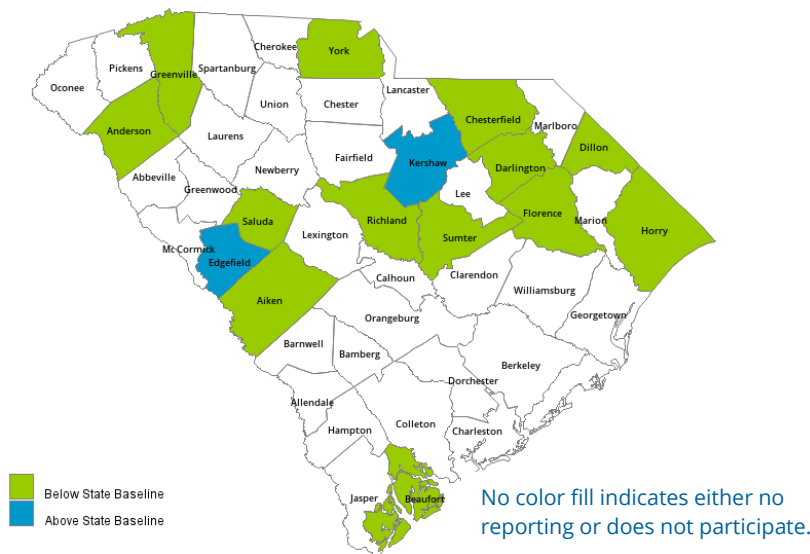 Cherokee
York
Pickens
Spartanburg
Greenville
Oconee
Lancaster
Union
Chester
Chesterfield
Marlboro
Anderson
Laurens
Dillon
Fairfield
Kershaw
Darlington
Abbeville
Newberry
Greenwood
Lee
Florence
Saluda
Richland
Marion
Horry
Lexington
Sumter
Mc Cormick
Edgefield
Calhoun
Clarendon
Williamsburg
Aiken
Georgetown
Orangeburg
Barnwell
Bamberg
Berkeley
Dorchester
Allendale
Colleton
Hampton
Charleston
Jasper
Beaufort
Below State Baseline
Above State Baseline
No color fill indicates either no
reporting or does not participate.